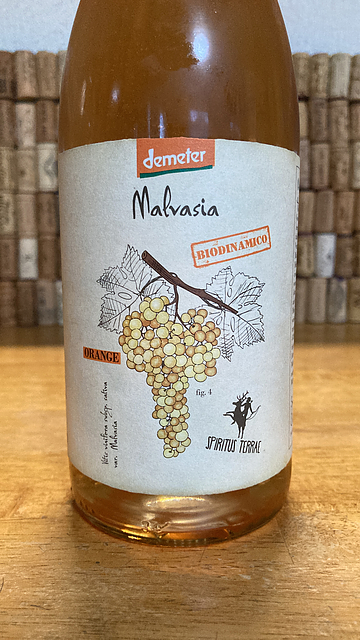 demeter
Malvasia
BIODINAMICO
ORANGE
fig. 4
Vitis vinifera subsp. sativa
var. Malvasia
SPIRITUS TERRAE